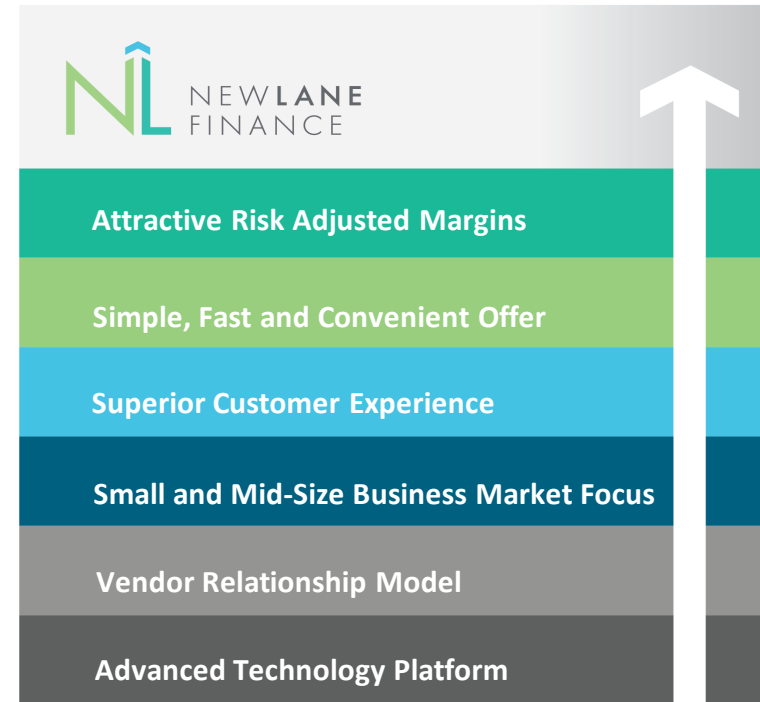 NL NEWLANE
FINANCE
Attractive Risk Adjusted Margins
Simple, Fast and Convenient Offer
Superior Customer Experience
Small and Mid-Size Business Market Focus
Vendor Relationship Model
Advanced Technology Platform